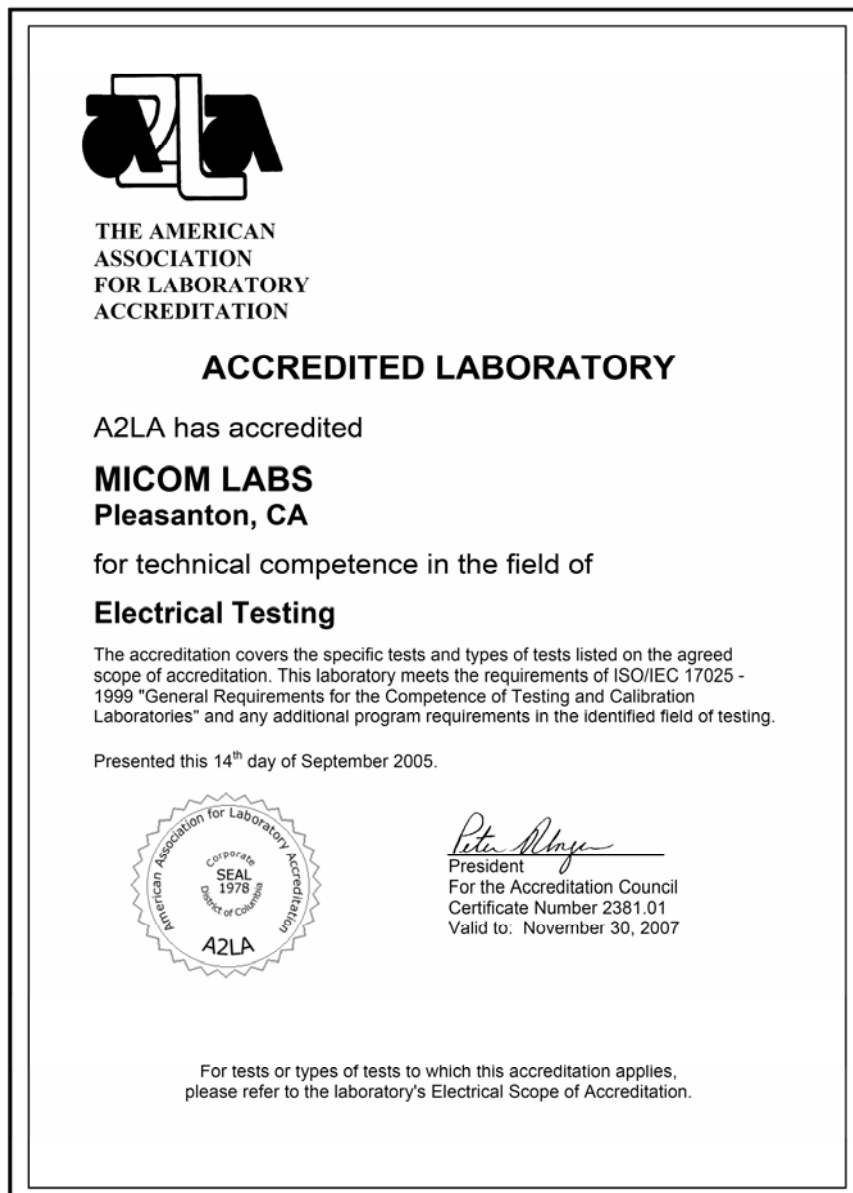 A2LA
THE AMERICAN
ASSOCIATION
FOR LABORATORY
ACCREDITATION
ACCREDITED LABORATORY
A2LA has accredited
MICOM LABS
Pleasanton, CA
for technical competence in the field of
Electrical Testing
The accreditation covers the specific tests and types of tests listed on the agreed
scope of accreditation. This laboratory meets the requirements of ISO/IEC 17025 -
1999 "General Requirements for the Competence of Testing and Calibration
Laboratories" and any additional program requirements in the identified field of testing.
Presented this 14th day of September 2005.
American Association for Laboratory Accreditation
Corporate
SEAL
1978
District of Columbia
A2LA
Peter
President
For the Accreditation Council
Certificate Number 2381.01
Valid to: November 30, 2007
For tests or types of tests to which this accreditation applies,
please refer to the laboratory's Electrical Scope of Accreditation.